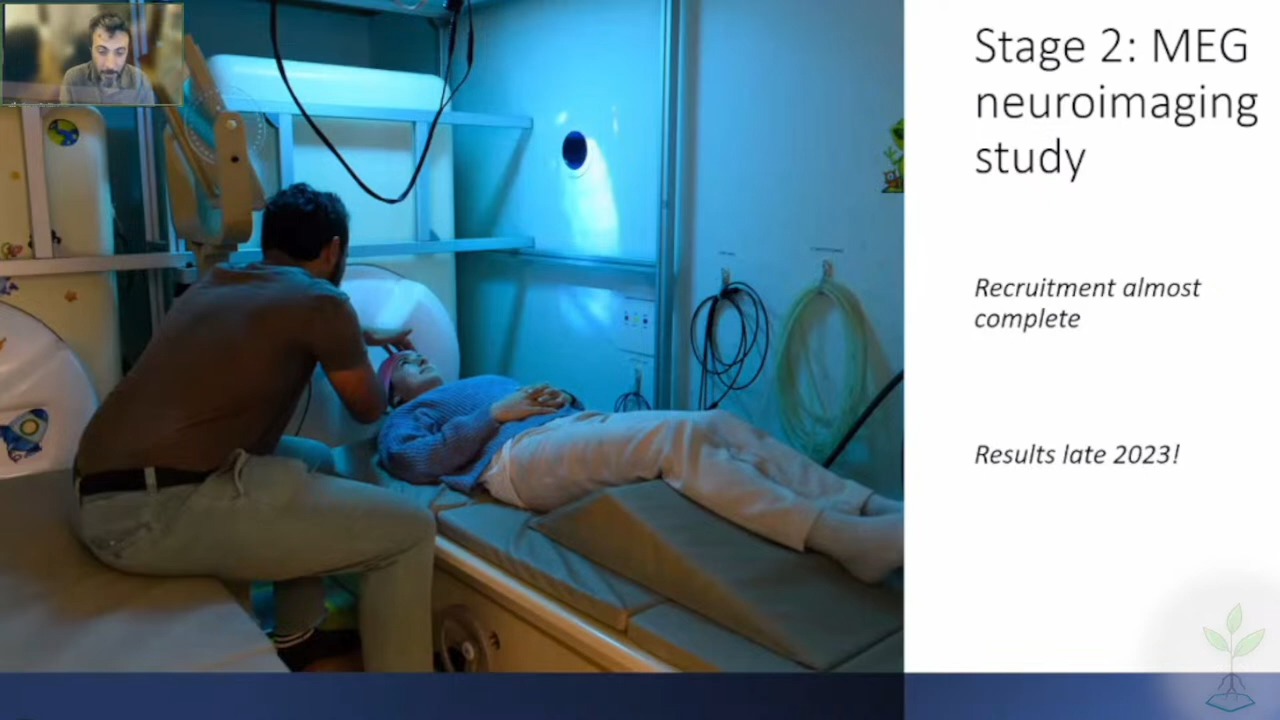 Stage 2: MEG
neuroimaging
study
Recruitment almost
complete
Results late 2023!